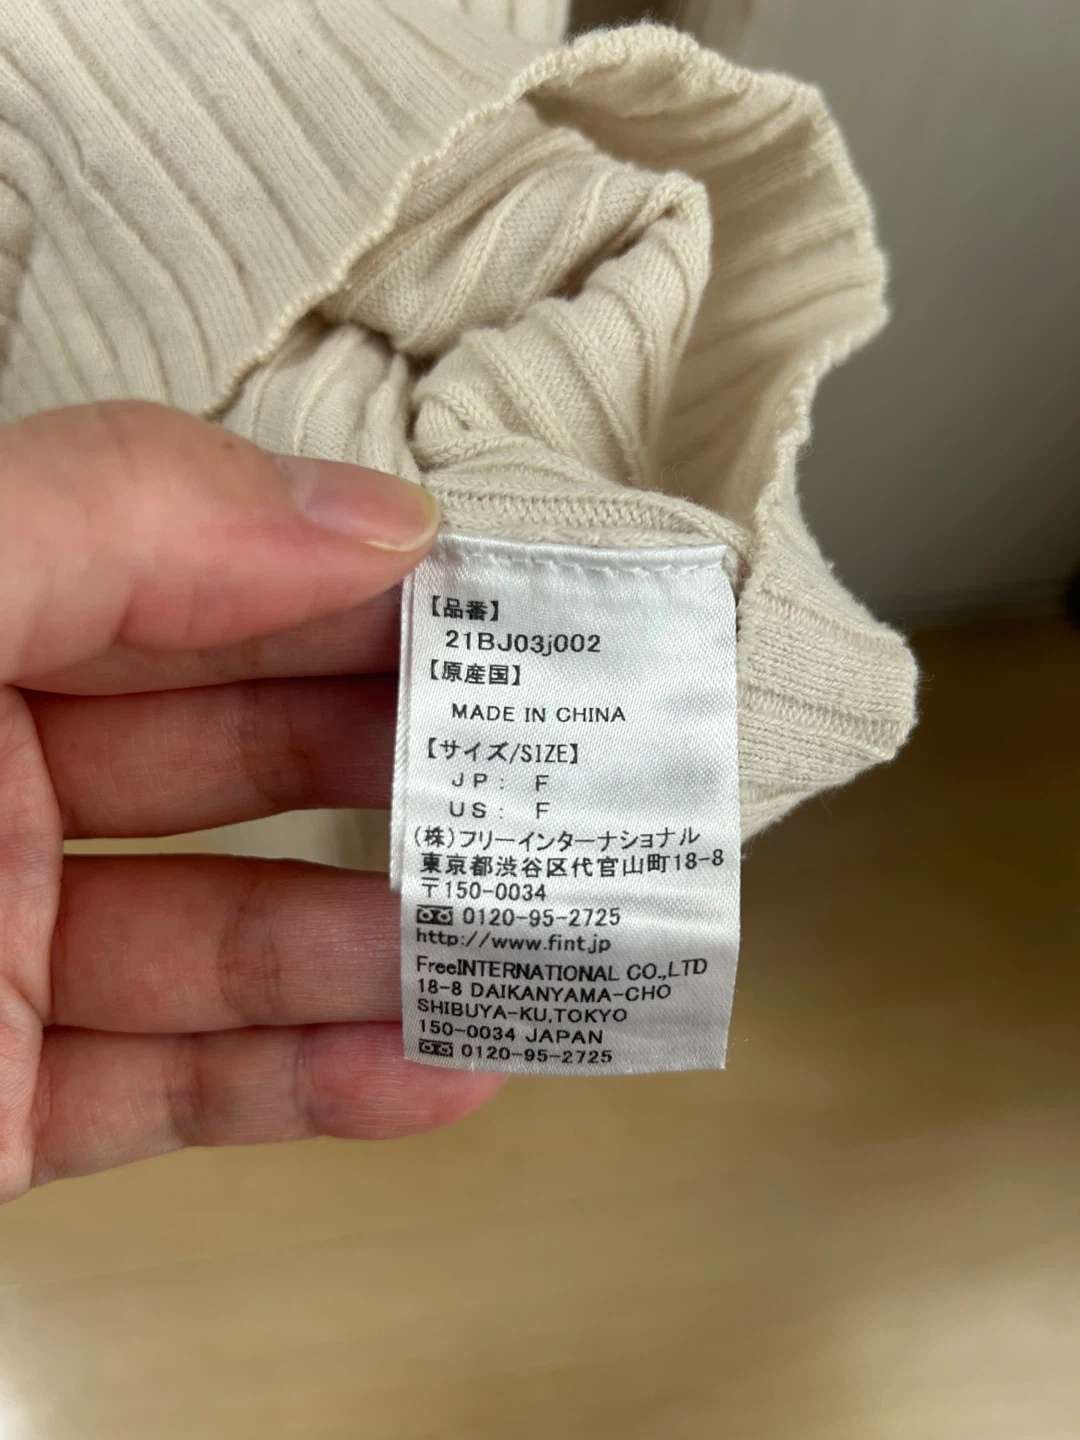 【品番】
21BJ03j002
【原産国】
MADE IN CHINA
【サイズ/SIZE】
JP: F
US: F
(株)フリーインターナショナル
東京都渋谷区代官山町18-8
〒150-0034
0120-95-2725
http://www.fint.jp
FreeINTERNATIONAL CO.,LTD
18-8 DAIKANYAMA-CHO
SHIBUYA-KU,TOKYO
150-0034 JAPAN
0120-95-2725